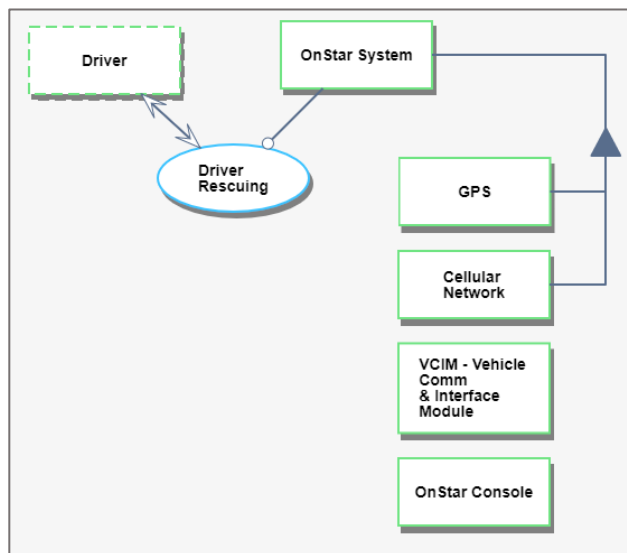 Driver
OnStar System
Driver
Rescuing
GPS
Cellular
Network
VCIM - Vehicle
Comm
& Interface
Module
OnStar Console